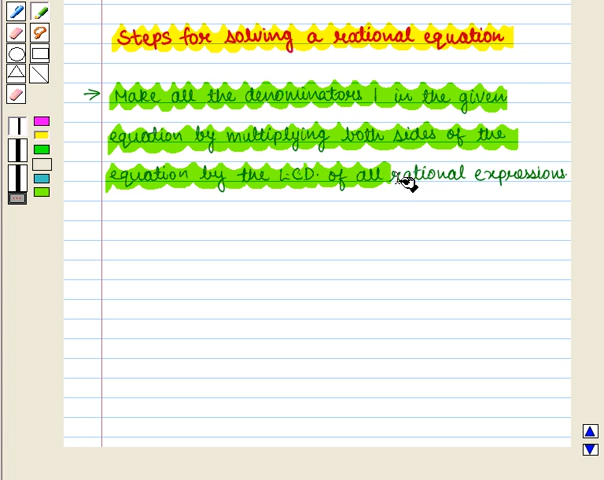 Steps for solving a rational equation
→ Make all the denominators 1 in the given
equation by multiplying both sides of the
equation by the L.C.D. of all rational expressions